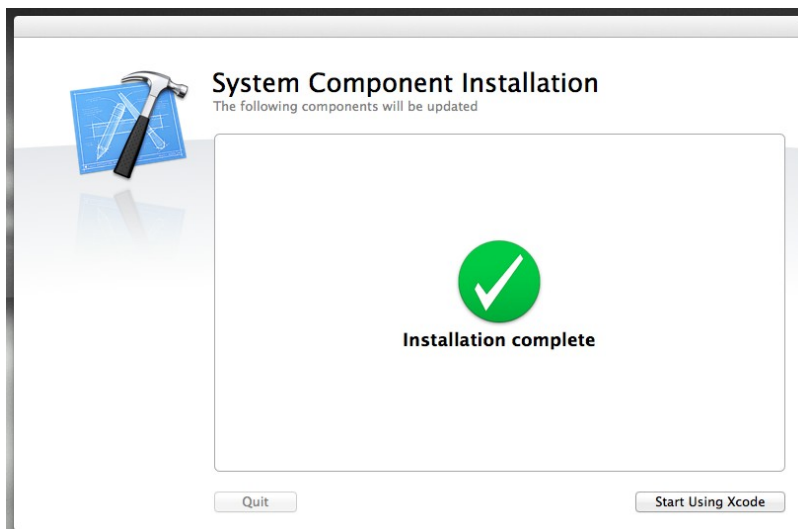 System Component Installation
The following components will be updated
Installation complete
Quit
Start Using Xcode